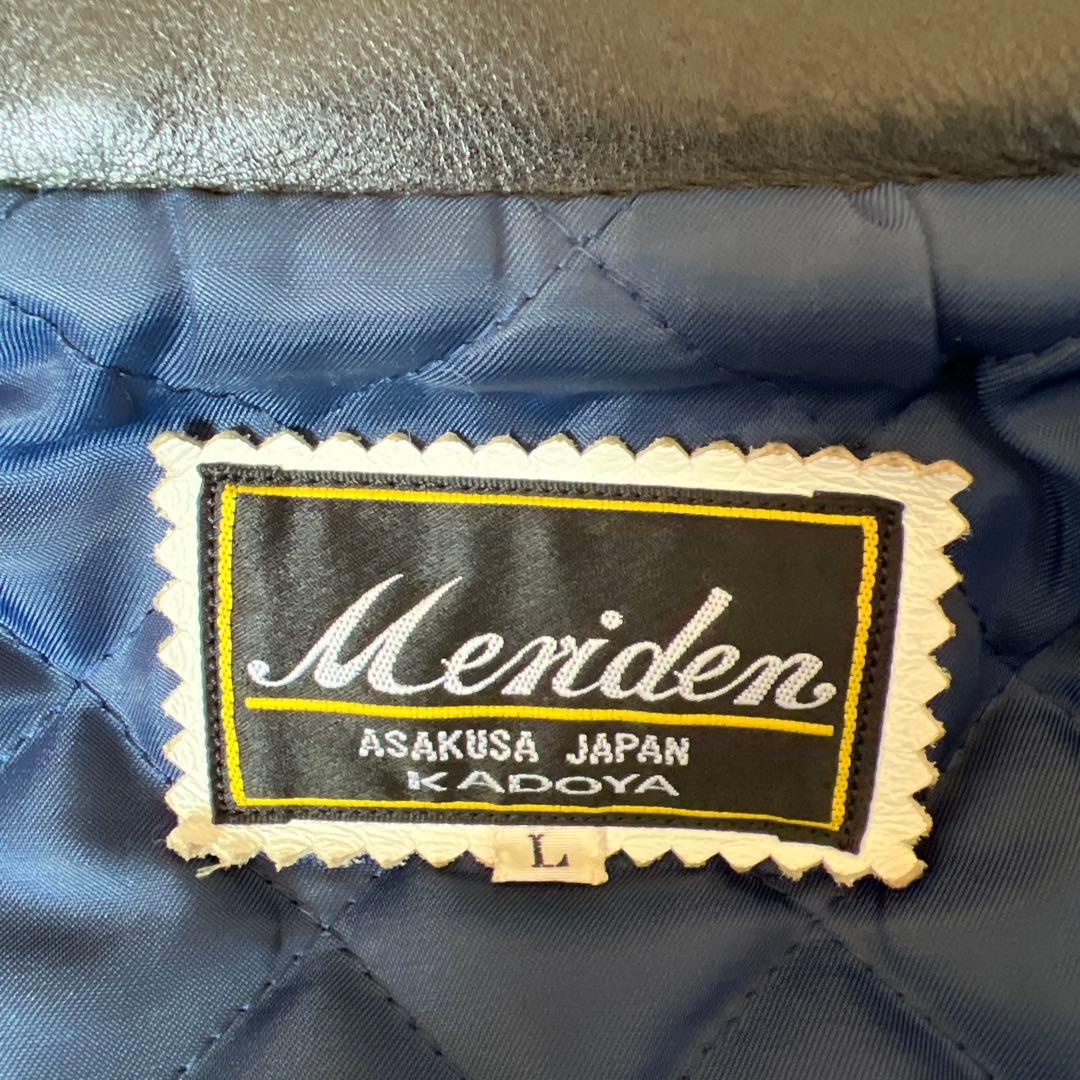 Meriden
ASAKUSA JAPAN
KADOYA
L